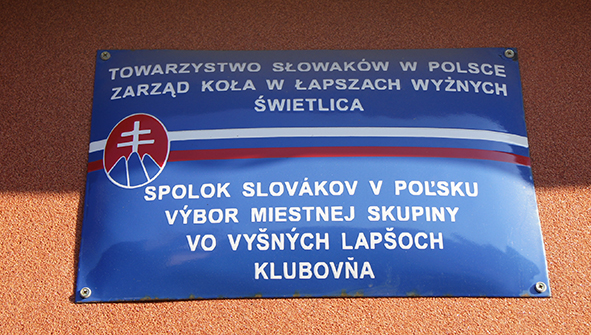 TOWARZYSTWO SŁOWAKÓW W POLSCE
ZARZĄD KOŁA W ŁAPSZACH WYŻNYCH
ŚWIETLICA
SPOLOK SLOVÁKOV V POĽSKU
VÝBOR MIESTNEJ SKUPINY
VO VYŠNÝCH LAPŠOCH
KLUBOVŇA